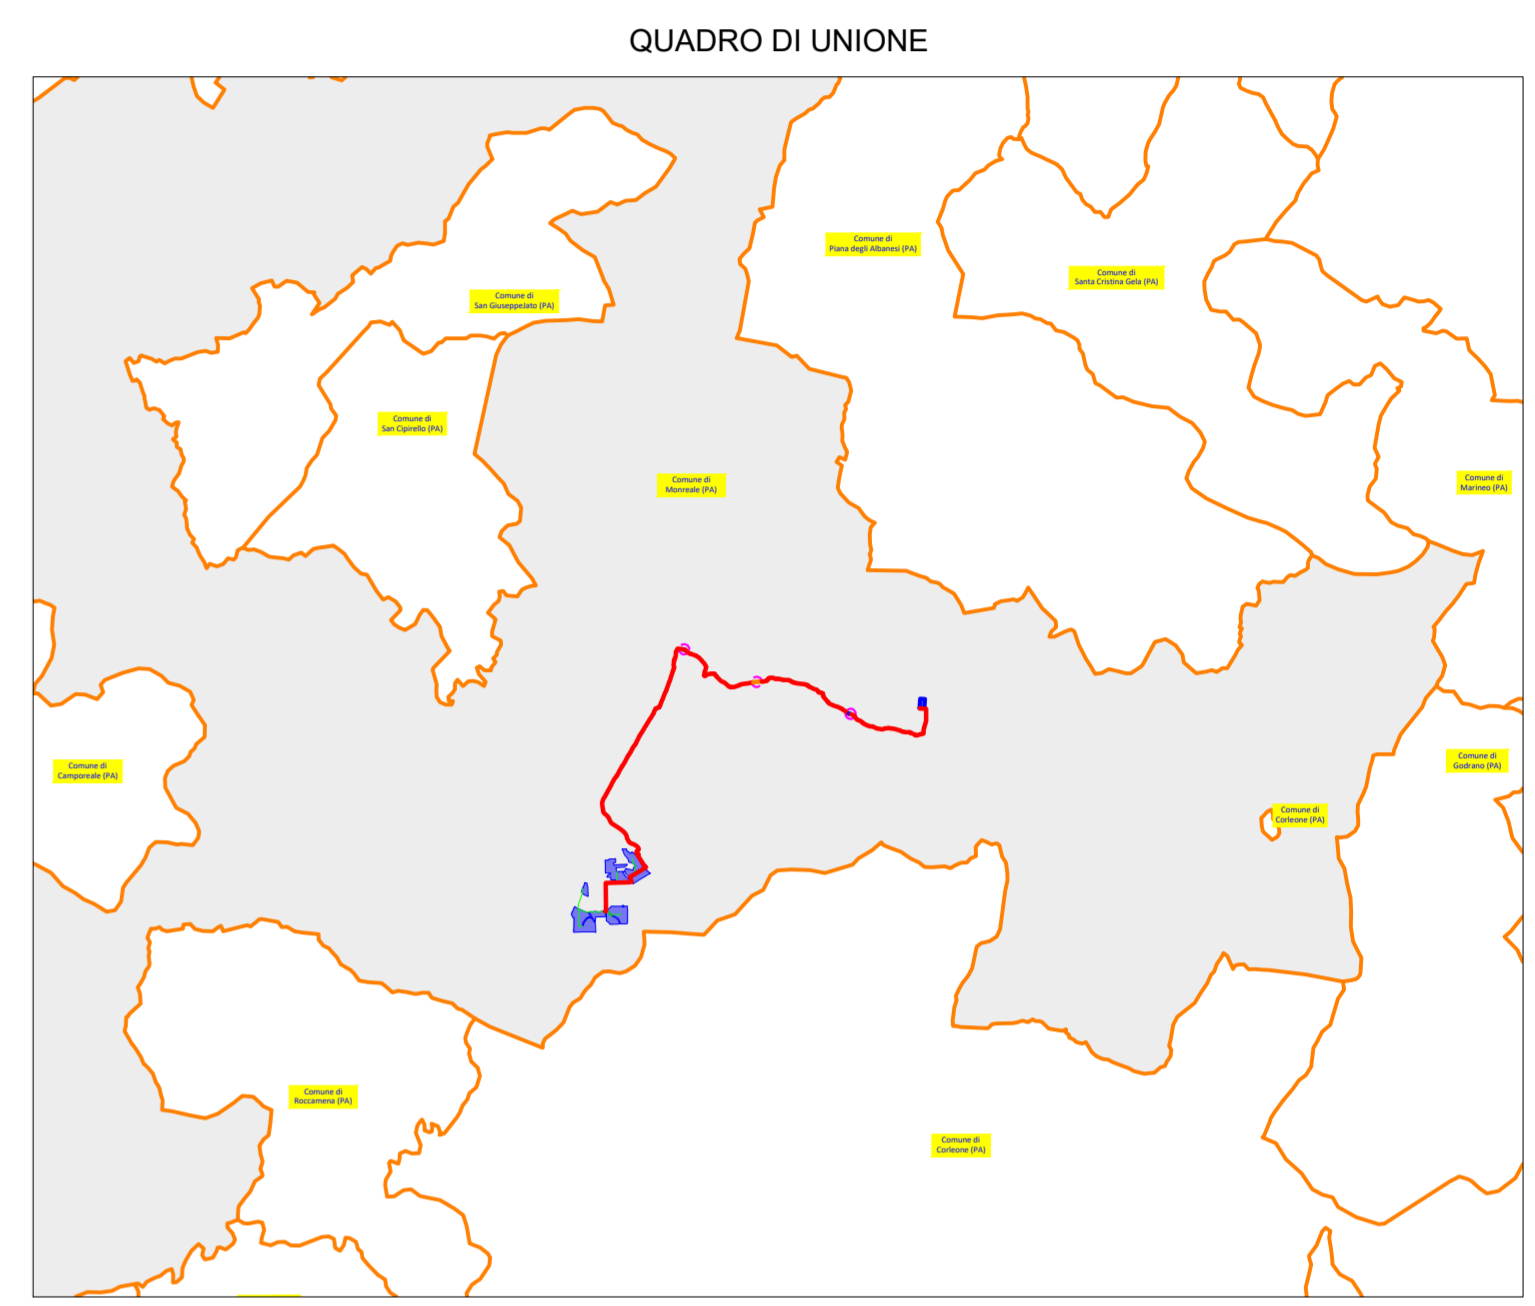 QUADRO DI UNIONE
Comune di
Piana degli Albanesi (PA)
Comune di
Santa Cristina Gela (PA)
Comune di
San GiuseppeJato (PA)
Comune di
San Cipirello (PA)
Comune di
Monreale (PA)
Comune di
Marineo (PA)
Comune di
Camporeale (PA)
Comune di
Godrano (PA)
Comune di
Corleone (PA)
Comune di
Roccamena (PA)
Comune di
Corleone (PA)